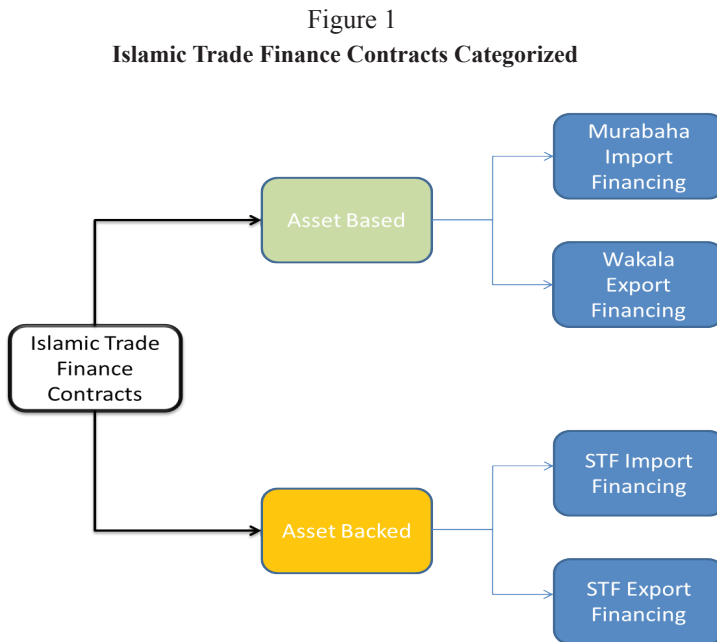 Figure 1
Islamic Trade Finance Contracts Categorized
Murabaha
Import
Financing
Asset Based
Wakala
Export
Financing
Islamic Trade
Finance
Contracts
STF Import
Financing
Asset Backed
STF Export
Financing